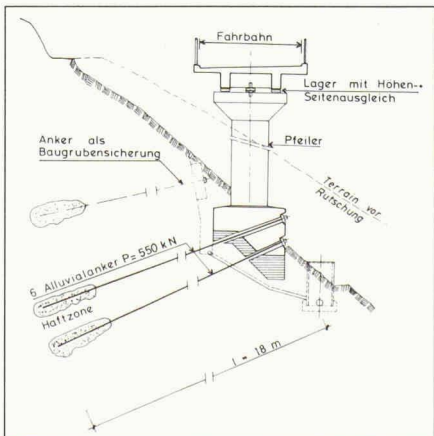 Fahrbahn
Lager mit Höhen-+
Seitenausgleich
Pfeiler
Anker als
Baugrubensicherung
Terrain vor
Rutschung
6 Alluvialanker P= 550 kN
Haftzone
l = 18 m